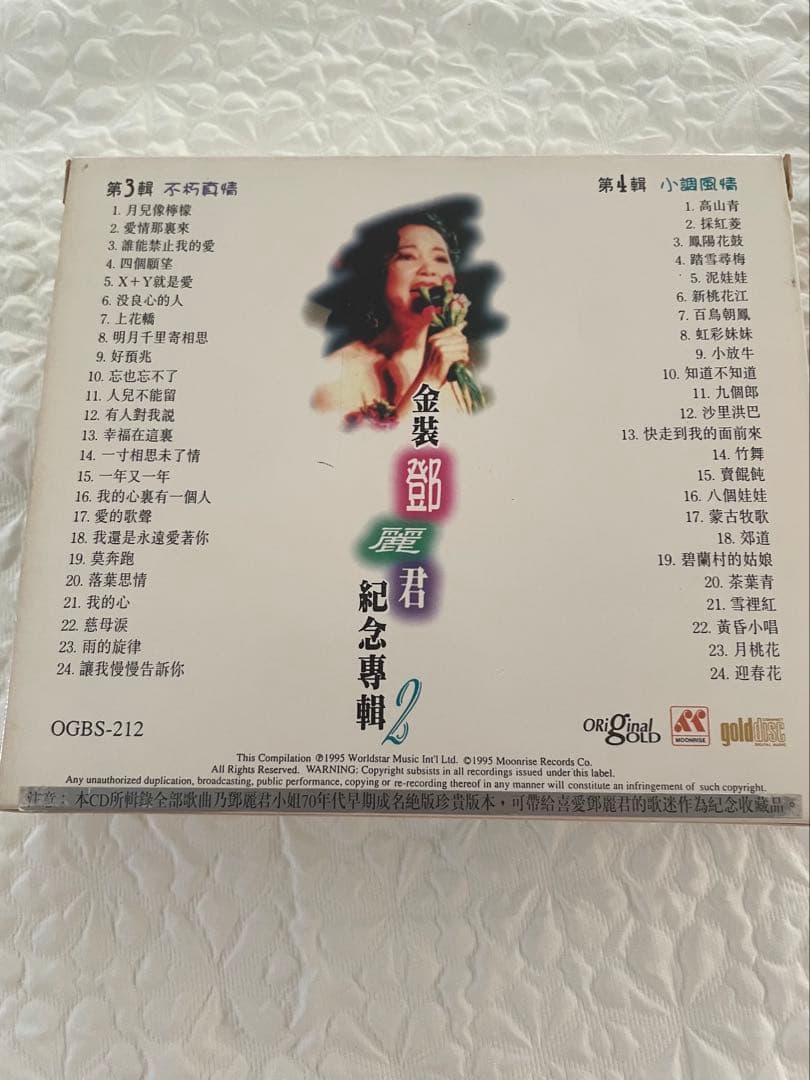 第3輯 不朽真情
1. 月兒像檸檬
2. 愛情那裏來
3. 誰能禁止我的愛
4. 四個願望
5. X+Y就是愛
6. 没良心的人
7. 上花轎
8. 明月千里寄相思
9. 好預兆
10. 忘也忘不了
11. 人兒不能留
12. 有人對我説
13. 幸福在這裏
14. 一寸相思未了情
15. 一年又一年
16. 我的心裏有一個人
17. 愛的歌聲
18. 我還是永遠愛著你
19. 莫奔跑
20. 落葉思情
21. 我的心
22. 慈母淚
23. 雨的旋律
24. 讓我慢慢告訴你
OGBS-212
金裝
鄧
麗
君
紀念專輯2
第4輯 小調風情
1. 高山青
2. 採紅菱
3. 鳳陽花鼓
4. 踏雪尋梅
5. 泥娃娃
6. 新桃花江
7. 百鳥朝鳳
8. 虹彩妹妹
9. 小放牛
10. 知道不知道
11. 九個郎
12. 沙里洪巴
13. 快走到我的面前來
14. 竹舞
15. 賣餛飩
16. 八個娃娃
17. 蒙古牧歌
18. 郊道
19. 碧蘭村的姑娘
20. 茶葉青
21. 雪裡紅
22. 黃昏小唱
23. 月桃花
24. 迎春花
ORiginal GOLD
MOONRISE
golddisc
COMPACT
DIGITAL AUDIO
This Compilation ℗1995 Worldstar Music Int'l Ltd. ©1995 Moonrise Records Co.
All Rights Reserved. WARNING: Copyright subsists in all recordings issued under this label.
Any unauthorized duplication, broadcasting, public performance, copying or re-recording thereof in any manner will constitute an infringement of such copyright.
注意：本CD所輯錄全部歌曲乃鄧麗君小姐70年代早期成名絕版珍貴版本，可帶給喜愛鄧麗君的歌迷作為紀念收藏品。